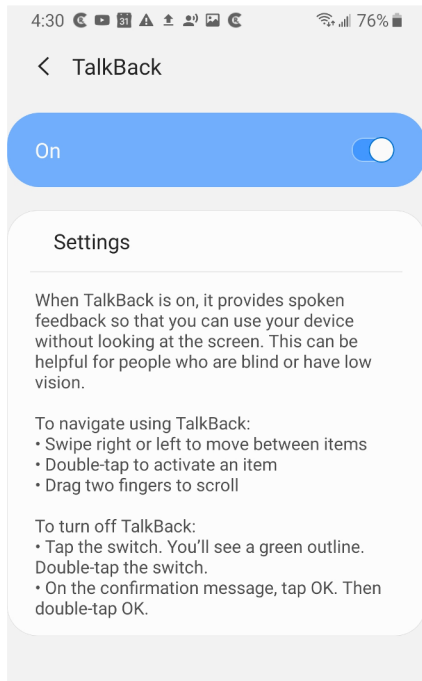 4:30 31 76%
TalkBack
On
Settings
When TalkBack is on, it provides spoken
feedback so that you can use your device
without looking at the screen. This can be
helpful for people who are blind or have low
vision.
To navigate using TalkBack:
• Swipe right or left to move between items
• Double-tap to activate an item
• Drag two fingers to scroll
To turn off TalkBack:
• Tap the switch. You’ll see a green outline.
Double-tap the switch.
• On the confirmation message, tap OK. Then
double-tap OK.